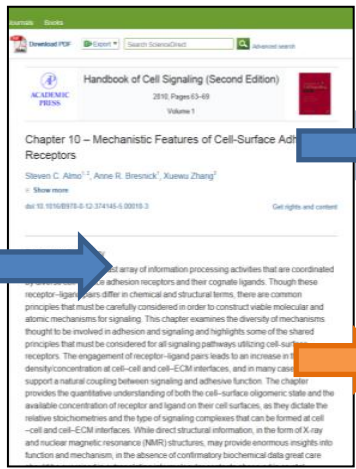 ournals Books
Download PDF Export Search ScienceDirect Advanced search
ACADEMIC
PRESS
Handbook of Cell Signaling (Second Edition)
2010, Pages 63–69
Volume 1
Chapter 10 – Mechanistic Features of Cell-Surface Adh
Receptors
Steven C. Almo1, 2, Anne R. Bresnick1, Xuewu Zhang2
Show more
doi:10.1016/B978-0-12-374145-5.00010-3 Get rights and content
ast array of information processing activities that are coordinated
ce adhesion receptors and their cognate ligands. Though these
receptor–ligand pairs differ in chemical and structural terms, there are common
principles that must be carefully considered in order to construct viable molecular and
atomic mechanisms for signaling. This chapter examines the diversity of mechanisms
thought to be involved in adhesion and signaling and highlights some of the shared
principles that must be considered for all signaling pathways utilizing cell-surface
receptors. The engagement of receptor–ligand pairs leads to an increase in
density/concentration at cell–cell and cell–ECM interfaces, and in many case
support a natural coupling between signaling and adhesive function. The chapter
provides the quantitative understanding of both the cell-surface oligomeric state and the
available concentration of receptor and ligand on their cell surfaces, as they dictate the
relative stoichiometries and the type of signaling complexes that can be formed at cell
–cell and cell–ECM interfaces. While direct structural information, in the form of X-ray
and nuclear magnetic resonance (NMR) structures, may provide enormous insights into
function and mechanism, in the absence of confirmatory biochemical data great care